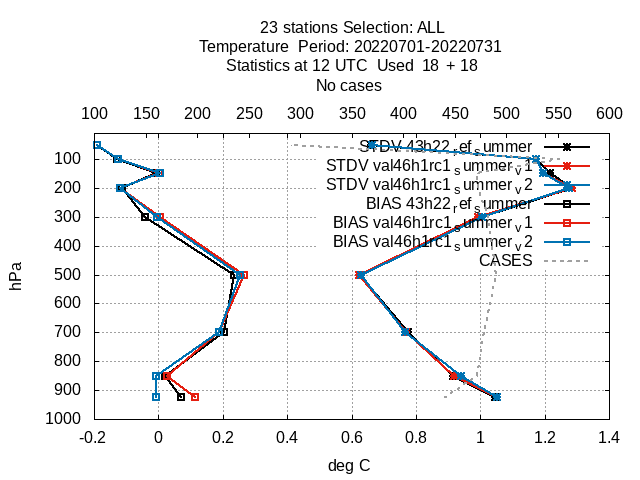 23 stations Selection: ALL
Temperature  Period: 20220701-20220731
Statistics at 12 UTC  Used  18  + 18
No cases
100 150 200 250 300 350 400 450 500 550 600
STDV 43h22_ref_summer
STDV val46h1rc1_summer_v1
STDV val46h1rc1_summer_v2
BIAS 43h22_ref_summer
BIAS val46h1rc1_summer_v1
BIAS val46h1rc1_summer_v2
CASES
hPa
100
200
300
400
500
600
700
800
900
1000
-0.2 0 0.2 0.4 0.6 0.8 1 1.2 1.4
deg C